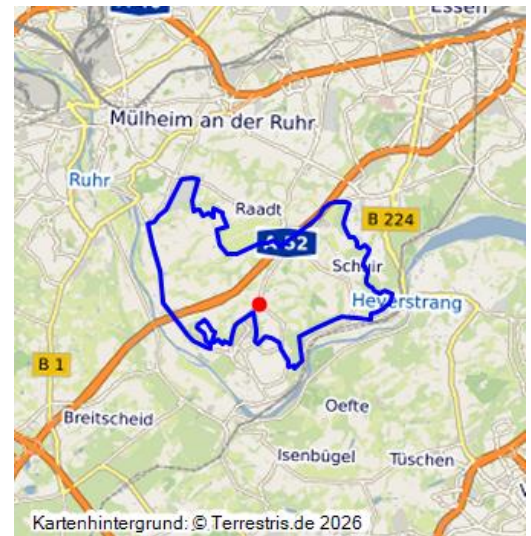 Essen
Mülheim an der Ruhr
Ruhr
Raadt
B 224
A 52
Schuir
Heverstrang
B 1
Breitscheid
Oefte
Isenbügel
Tüschen
Kartenhintergrund: © Terrestris.de 2026